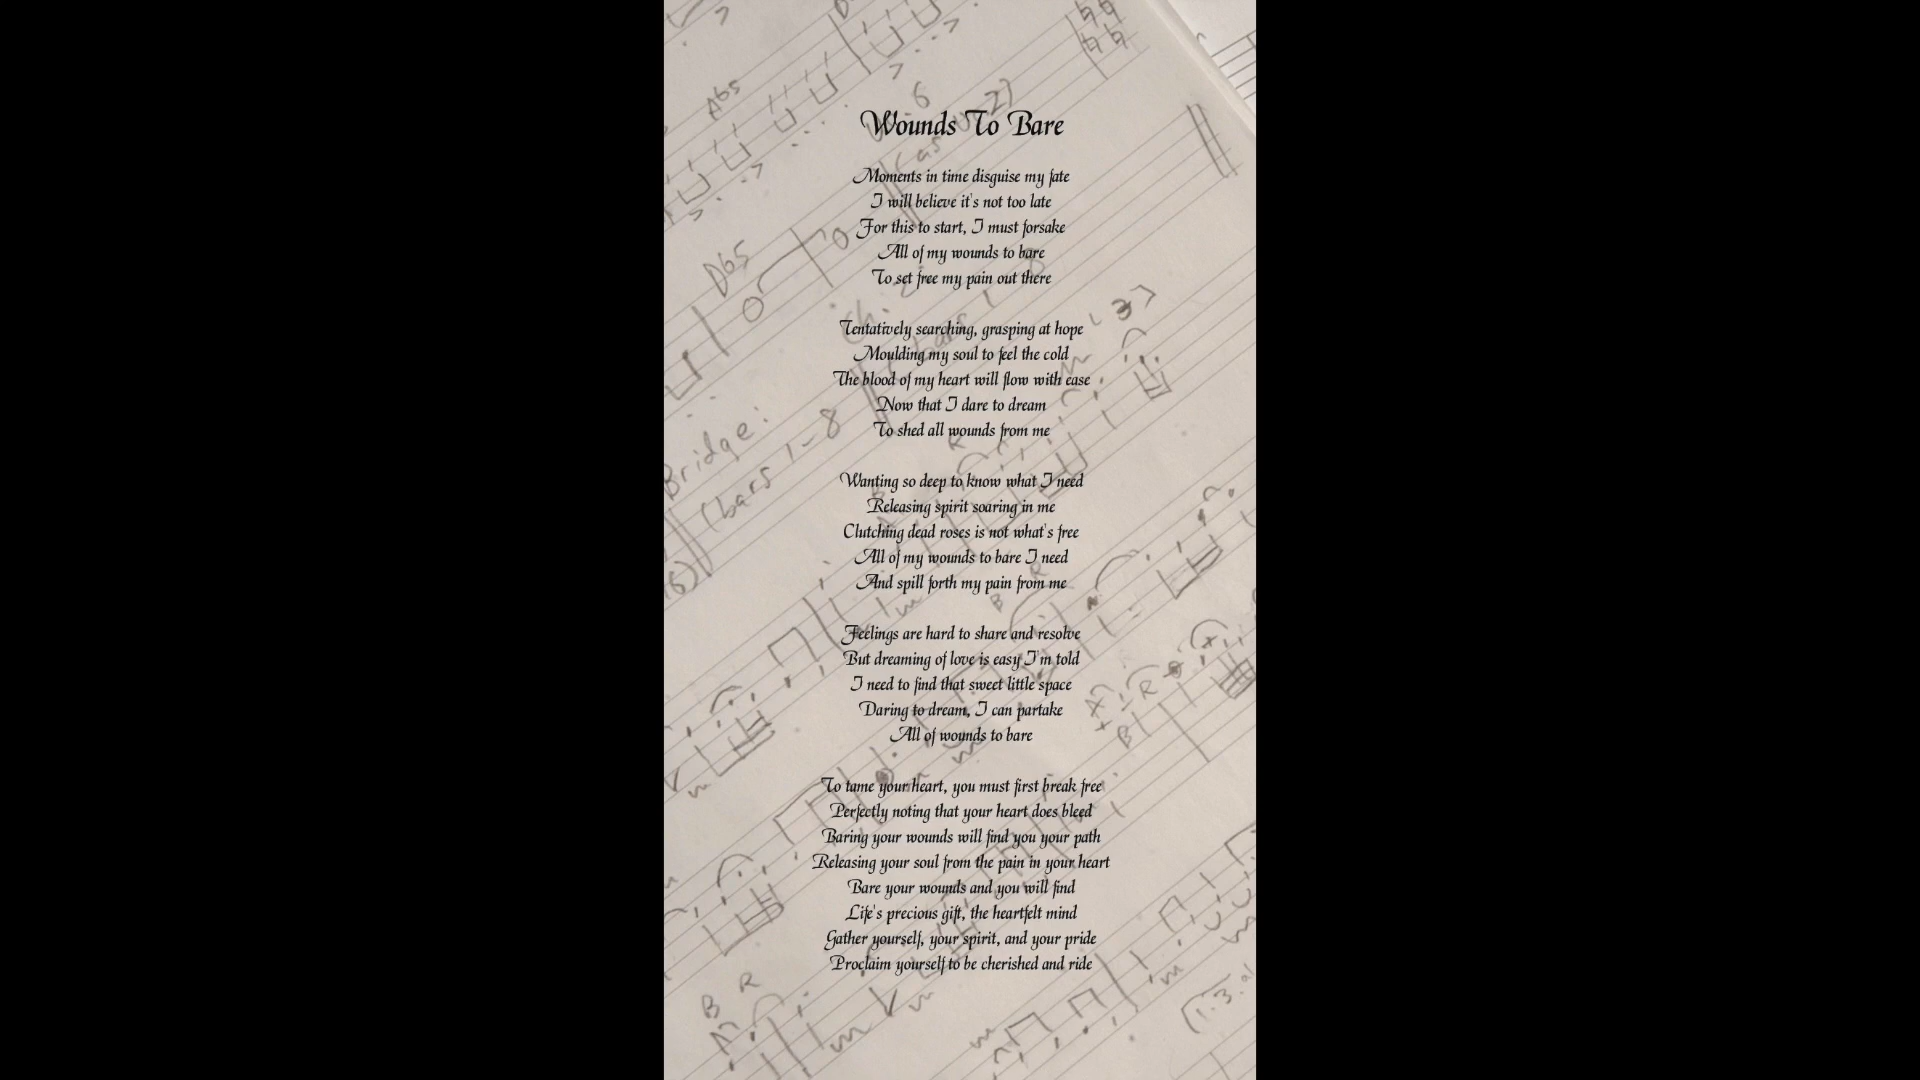 Wounds To Bare
Moments in time disguise my fate
I will believe it's not too late
For this to start, I must forsake
All of my wounds to bare
To set free my pain out there
Tentatively searching, grasping at hope
Moulding my soul to feel the cold
The blood of my heart will flow with ease
Now that I dare to dream
To shed all wounds from me
Wanting so deep to know what I need
Releasing spirit soaring in me
Clutching dead roses is not what's free
All of my wounds to bare I need
And spill forth my pain from me
Feelings are hard to share and resolve
But dreaming of love is easy I'm told
I need to find that sweet little space
Daring to dream, I can partake
All of wounds to bare
To tame your heart, you must first break free
Perfectly noting that your heart does bleed
Baring your wounds will find you your path
Releasing your soul from the pain in your heart
Bare your wounds and you will find
Life's precious gift, the heartfelt mind
Gather yourself, your spirit, and your pride
Proclaim yourself to be cherished and ride
Ab5
Db5
Bridge:
(bars 1-8